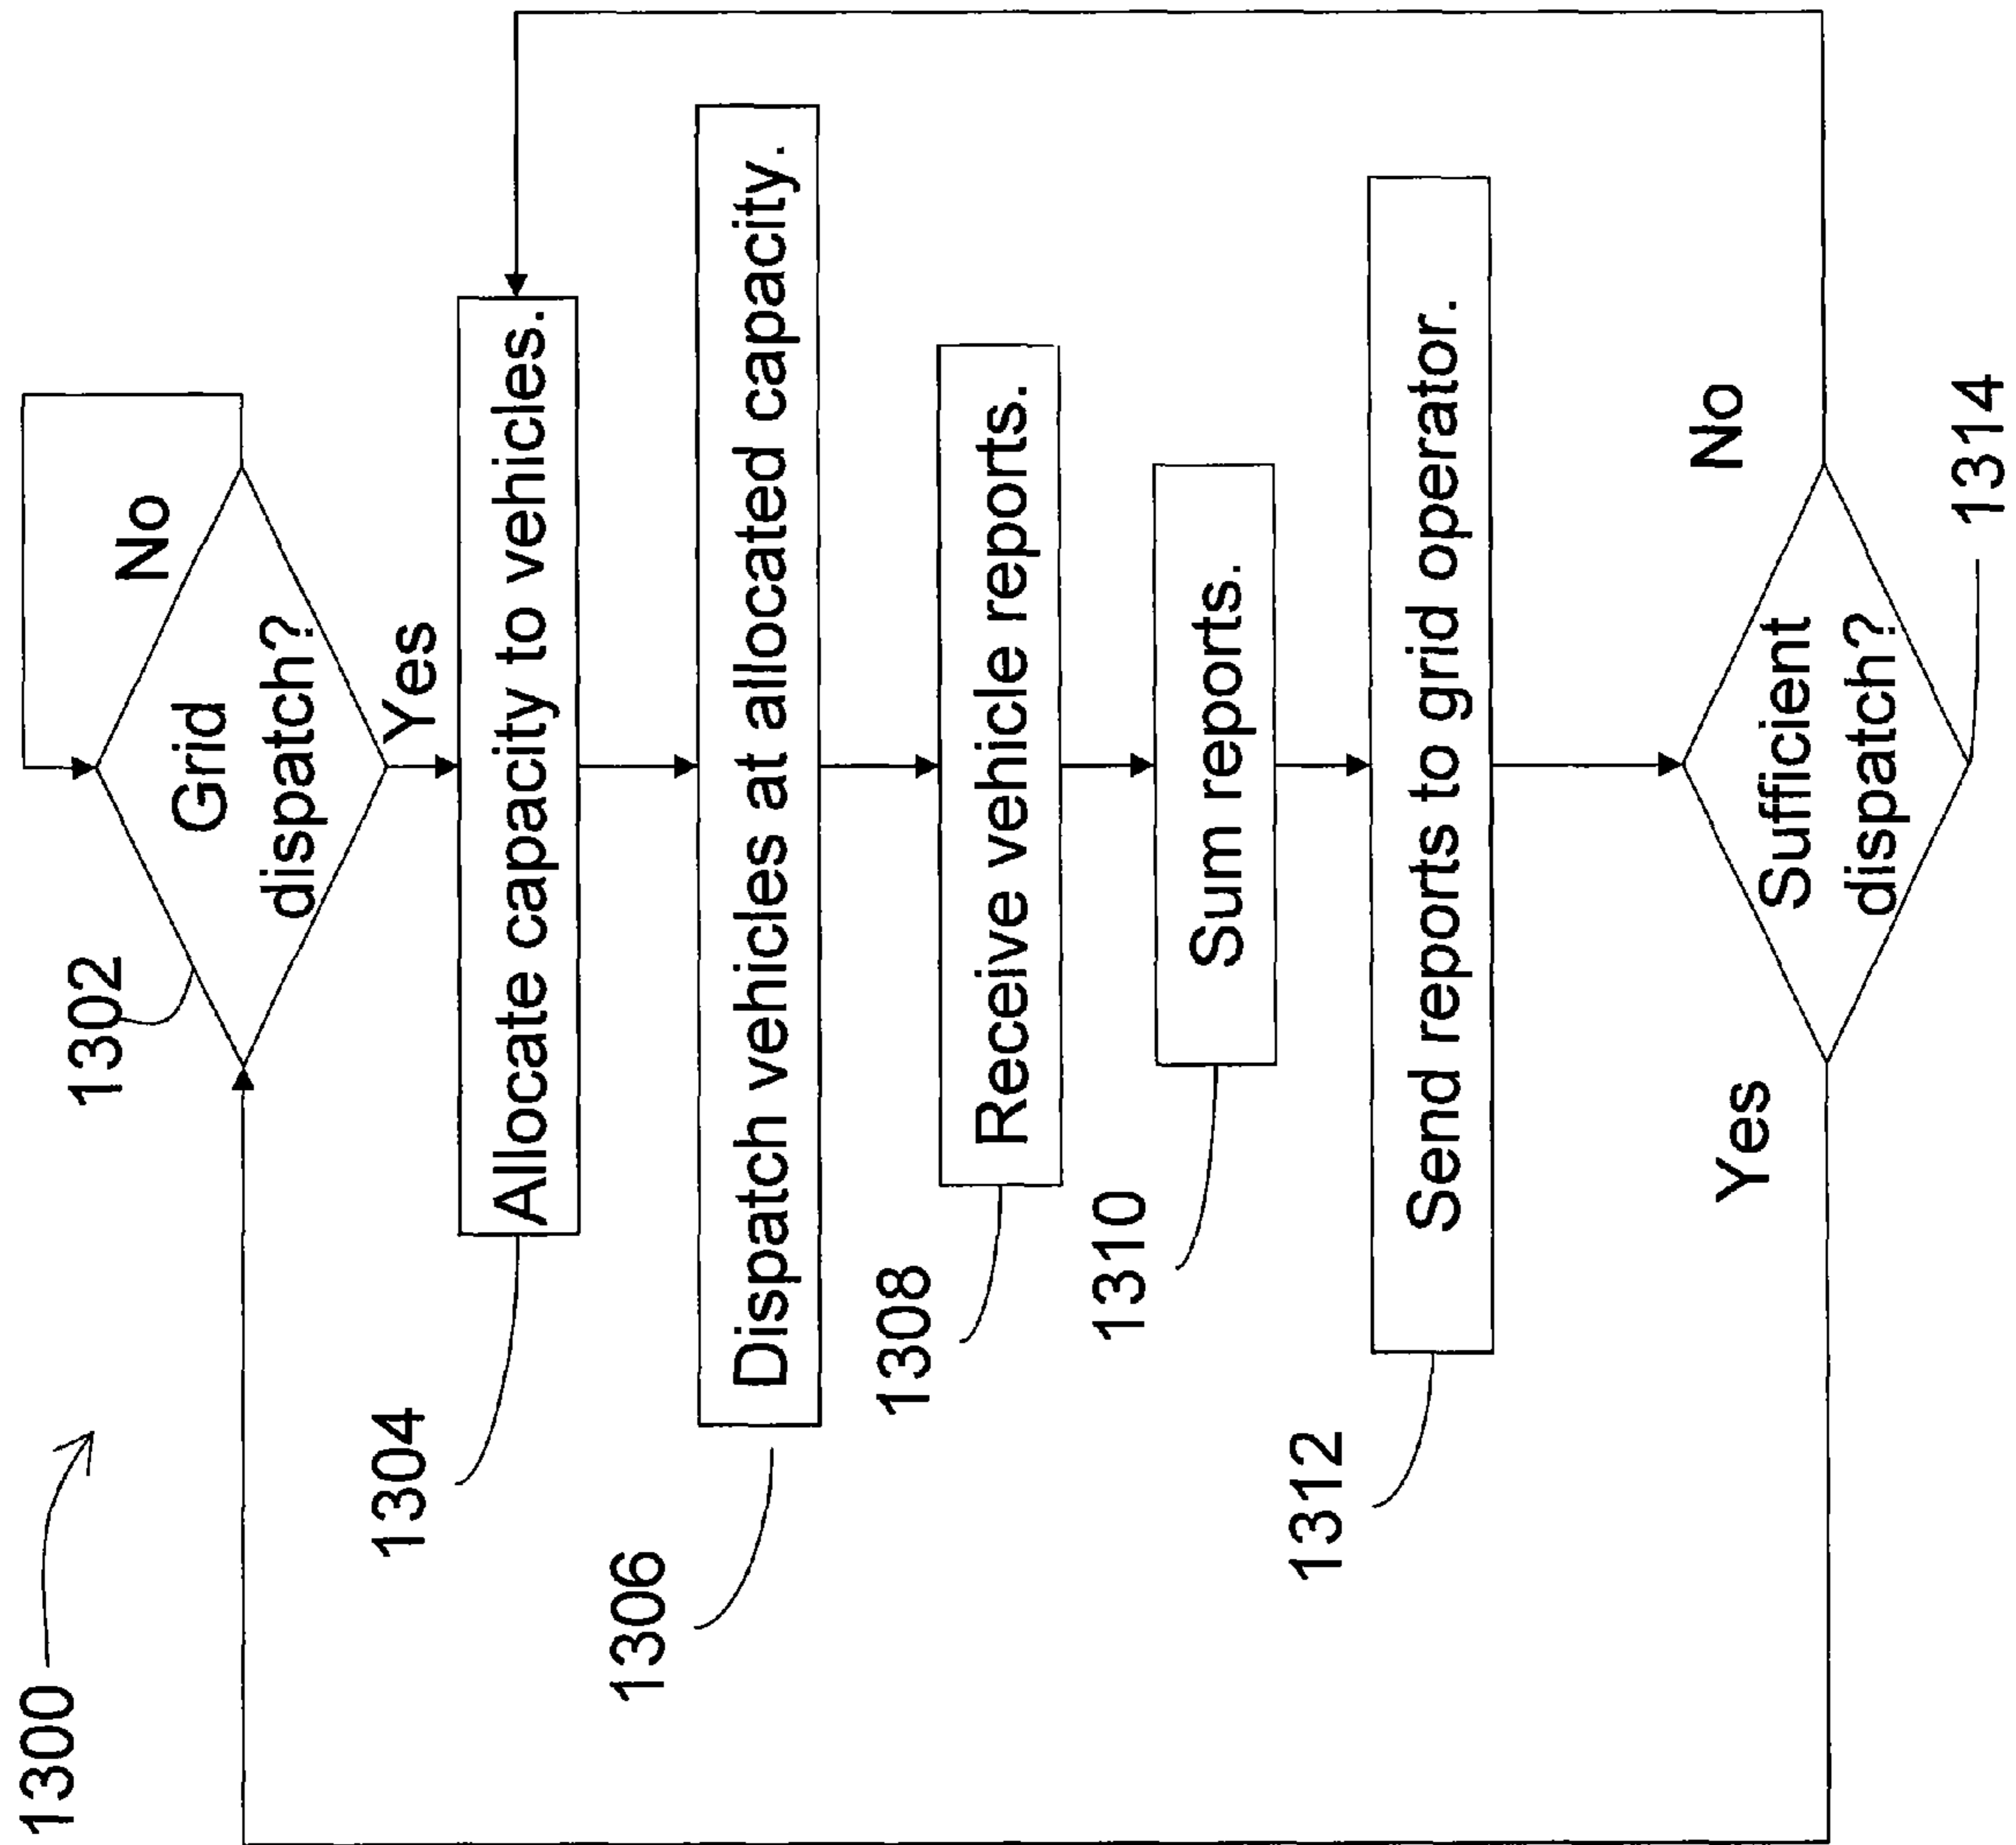 1300
1302
Grid
dispatch?
No
Yes
1304
Allocate capacity to vehicles.
1306
Dispatch vehicles at allocated capacity.
1308
Receive vehicle reports.
1310
Sum reports.
1312
Send reports to grid operator.
Yes
Sufficient
dispatch?
No
1314